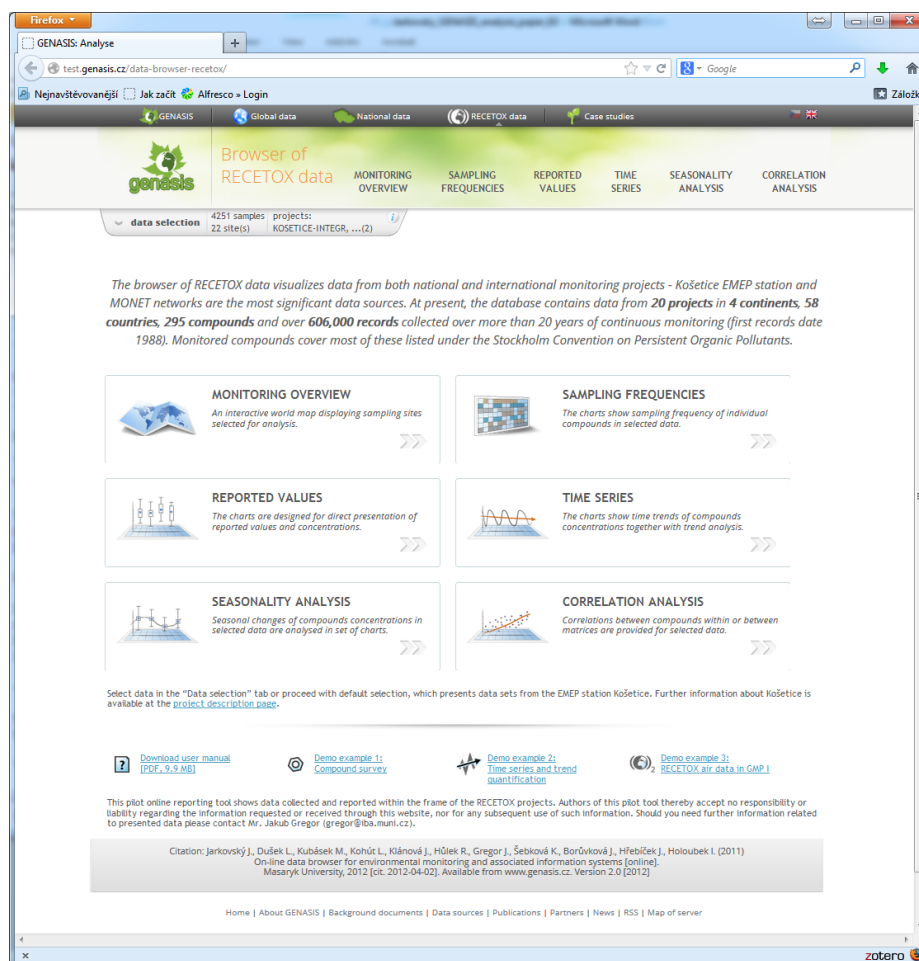 Firefox
GENASIS: Analyse
test.genasis.cz/data-browser-recetox/
Google
Nejnavštěvovanější Jak začít Alfresco » Login
Záložk
GENASIS Global data National data RECETOX data Case studies
genasis
Browser of
RECETOX data
MONITORING
OVERVIEW
SAMPLING
FREQUENCIES
REPORTED
VALUES
TIME
SERIES
SEASONALITY
ANALYSIS
CORRELATION
ANALYSIS
data selection
4251 samples
22 site(s)
projects:
KOSETICE-INTEGR, ...(2)
The browser of RECETOX data visualizes data from both national and international monitoring projects - Košetice EMEP station and
MONET networks are the most significant data sources. At present, the database contains data from 20 projects in 4 continents, 58
countries, 295 compounds and over 606,000 records collected over more than 20 years of continuous monitoring (first records date
1988). Monitored compounds cover most of these listed under the Stockholm Convention on Persistent Organic Pollutants.
MONITORING OVERVIEW
An interactive world map displaying sampling sites
selected for analysis.
SAMPLING FREQUENCIES
The charts show sampling frequency of individual
compounds in selected data.
REPORTED VALUES
The charts are designed for direct presentation of
reported values and concentrations.
TIME SERIES
The charts show time trends of compounds
concentrations together with trend analysis.
SEASONALITY ANALYSIS
Seasonal changes of compounds concentrations in
selected data are analysed in set of charts.
CORRELATION ANALYSIS
Correlations between compounds within or between
matrices are provided for selected data.
Select data in the “Data selection” tab or proceed with default selection, which presents data sets from the EMEP station Košetice. Further information about Košetice is
available at the project description page.
Download user manual
[PDF, 9.9 MB]
Demo example 1:
Compound survey
Demo example 2:
Time series and trend
quantification
Demo example 3:
RECETOX air data in GMP I
This pilot online reporting tool shows data collected and reported within the frame of the RECETOX projects. Authors of this pilot tool thereby accept no responsibility or
liability regarding the information requested or received through this website, nor for any subsequent use of such information. Should you need further information related
to presented data please contact Mr. Jakub Gregor (gregor@iba.muni.cz).
Citation: Jarkovský J., Dušek L., Kubásek M., Kohút L., Klánová J., Hůlek R., Gregor J., Šebková K., Borůvková J., Hřebíček J., Holoubek I. (2011)
On-line data browser for environmental monitoring and associated information systems [online].
Masaryk University, 2012 [cit. 2012-04-02]. Available from www.genasis.cz. Version 2.0 [2012]
Home | About GENASIS | Background documents | Data sources | Publications | Partners | News | RSS | Map of server
zotero